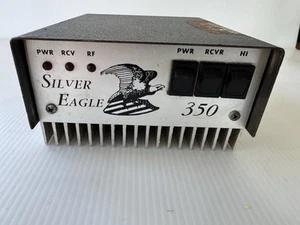 PWR RCV RF PWR RCVR HI
SILVER
EAGLE
350